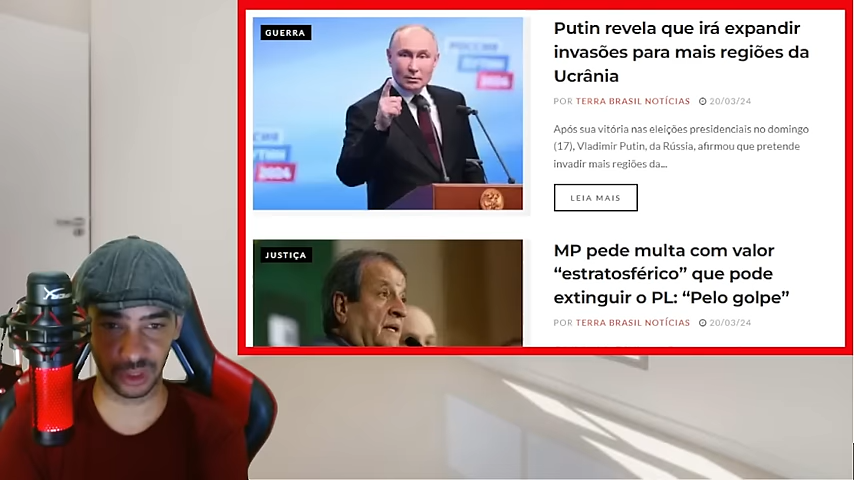 GUERRA
Putin revela que irá expandir
invasões para mais regiões da
Ucrânia
POR TERRA BRASIL NOTÍCIAS 20/03/24
Após sua vitória nas eleições presidenciais no domingo
(17), Vladimir Putin, da Rússia, afirmou que pretende
invadir mais regiões da...
LEIA MAIS
JUSTIÇA
MP pede multa com valor
“estratosférico” que pode
extinguir o PL: “Pelo golpe”
POR TERRA BRASIL NOTÍCIAS 20/03/24
2024
2024